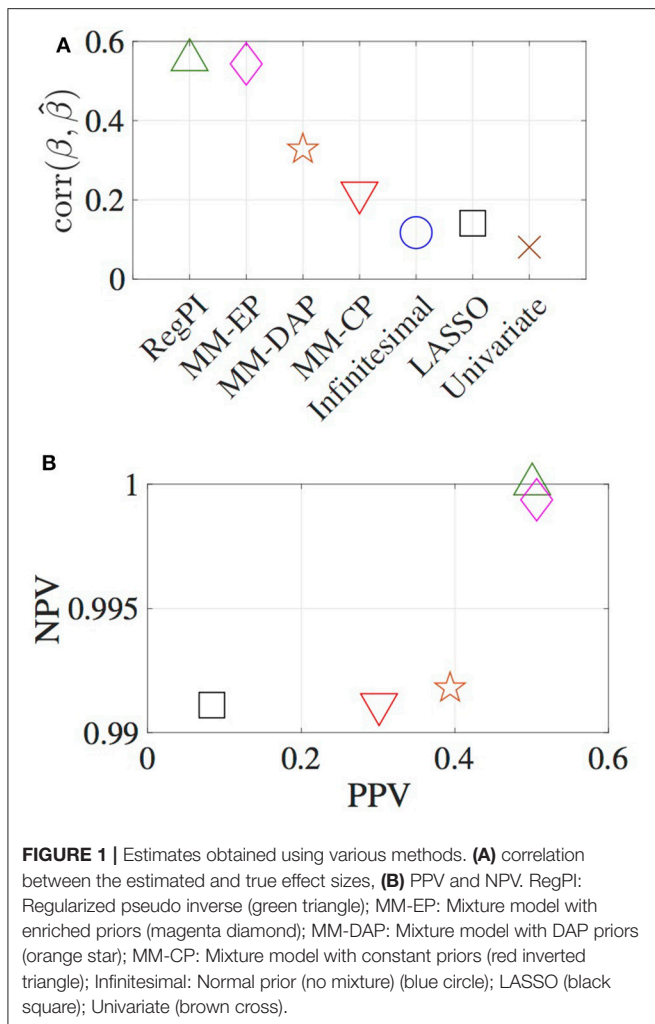 A
0.6
0.4
0.2
0
corr(β, β̂)
RegPI
MM-EP
MM-DAP
MM-CP
Infinitesimal
LASSO
Univariate
B
1
0.995
0.99
NPV
0
0.2
0.4
0.6
PPV
FIGURE 1 | Estimates obtained using various methods. (A) correlation
between the estimated and true effect sizes, (B) PPV and NPV. RegPI:
Regularized pseudo inverse (green triangle); MM-EP: Mixture model with
enriched priors (magenta diamond); MM-DAP: Mixture model with DAP priors
(orange star); MM-CP: Mixture model with constant priors (red inverted
triangle); Infinitesimal: Normal prior (no mixture) (blue circle); LASSO (black
square); Univariate (brown cross).